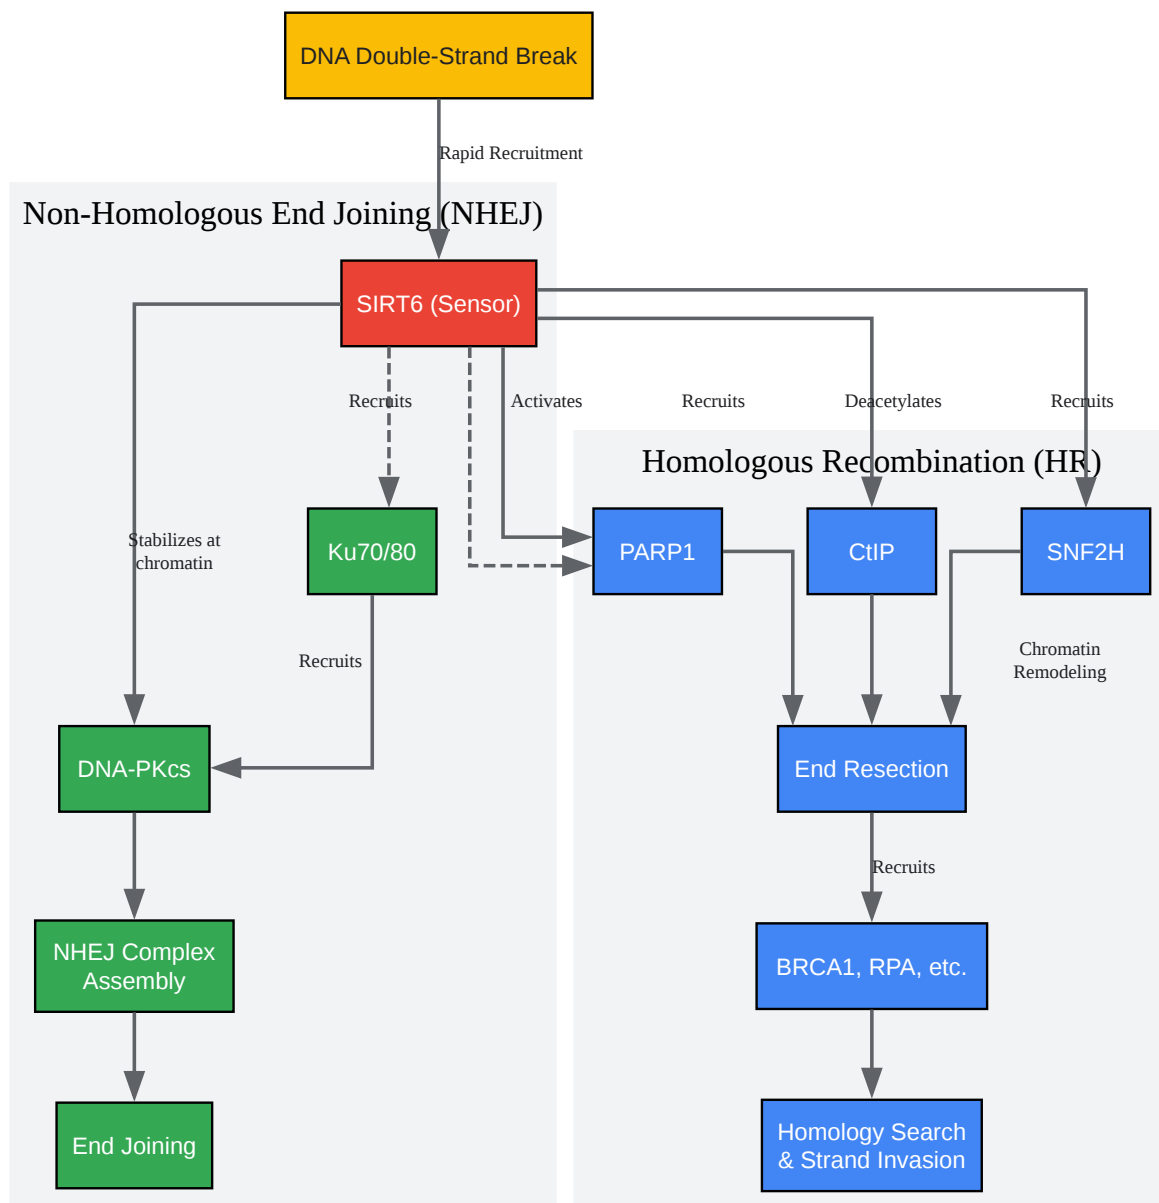 DNA Double-Strand Break
Rapid Recruitment
Non-Homologous End Joining (NHEJ)
SIRT6 (Sensor)
Recruits
Activates
Recruits
Deacetylates
Recruits
Homologous Recombination (HR)
Stabilizes at
chromatin
Ku70/80
PARP1
CtIP
SNF2H
Recruits
Chromatin
Remodeling
DNA-PKcs
End Resection
Recruits
NHEJ Complex
Assembly
BRCA1, RPA, etc.
End Joining
Homology Search
& Strand Invasion